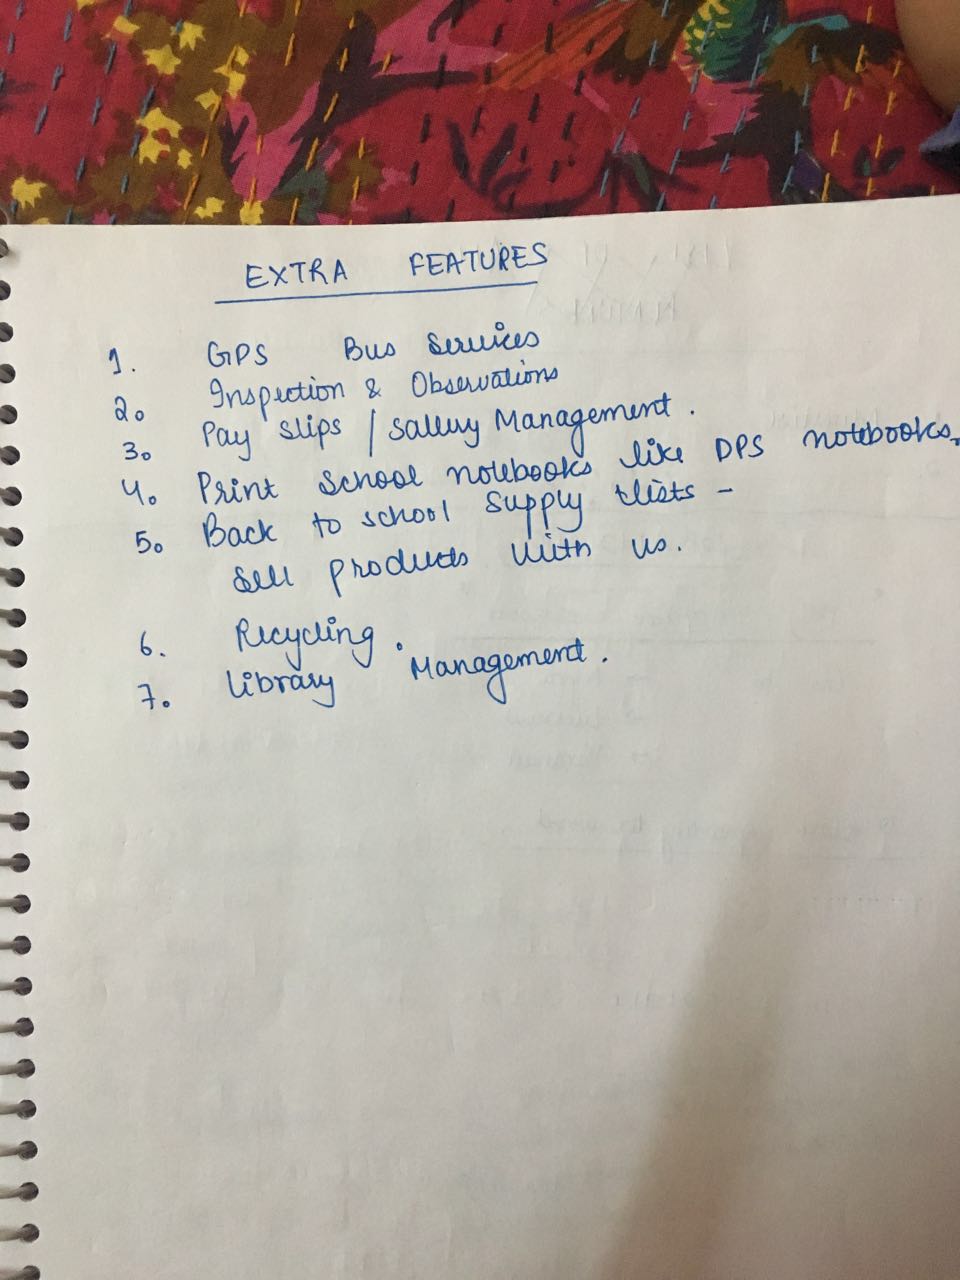 EXTRA FEATURES
1. GPS Bus Services
2. Inspection & Observations
3. Pay slips / Sallery Management.
4. Print School notebooks like DPS notebooks.
5. Back to school supply lists -
Sell products with us.
6. Recycling.
7. Library Management.